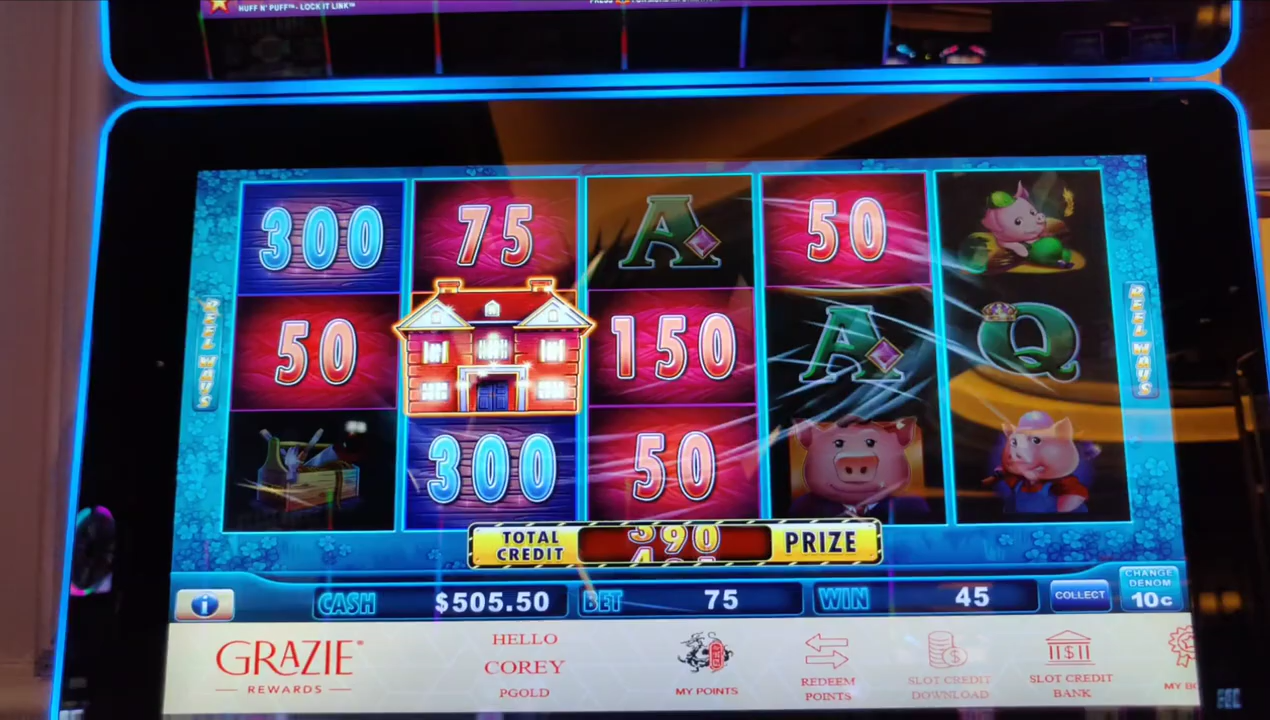 HUFF N' PUFF™ - LOCK IT LINK™
300
75
A
50
50
150
A
Q
300
50
REEL WAYS
REEL WAYS
TOTAL CREDIT
390
PRIZE
CASH
$505.50
BET
75
WIN
45
COLLECT
CHANGE
DENOM
10¢
GRAZIE
REWARDS
HELLO
COREY
PGOLD
MY POINTS
REDEEM
POINTS
SLOT CREDIT
DOWNLOAD
SLOT CREDIT
BANK